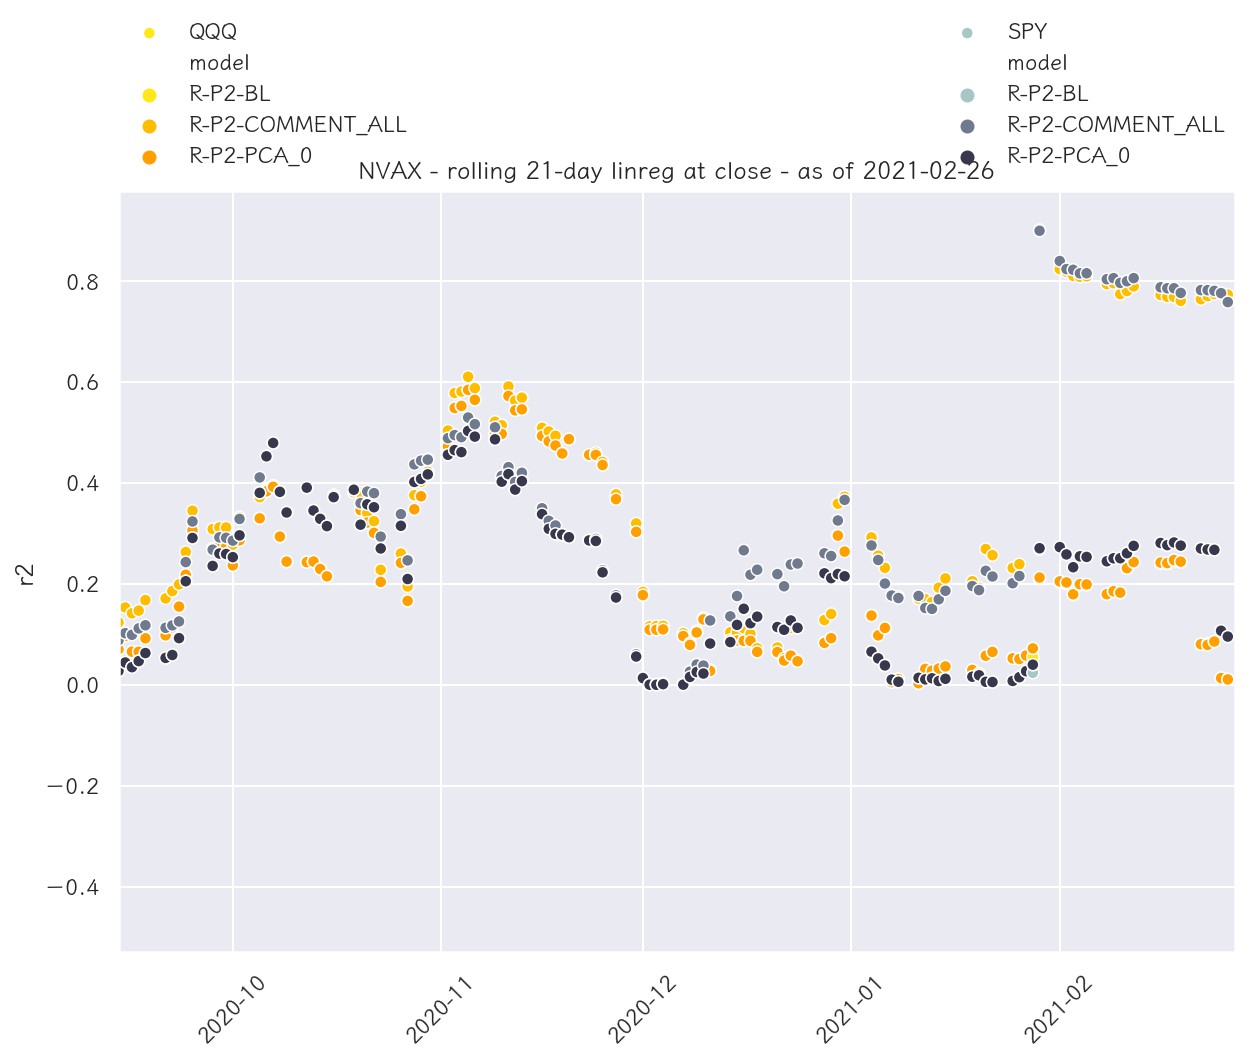 QQQ
model
R-P2-BL
R-P2-COMMENT_ALL
R-P2-PCA_0
SPY
model
R-P2-BL
R-P2-COMMENT_ALL
R-P2-PCA_0
NVAX - rolling 21-day linreg at close - as of 2021-02-26
r2
0.8
0.6
0.4
0.2
0.0
−0.2
−0.4
2020-10
2020-11
2020-12
2021-01
2021-02